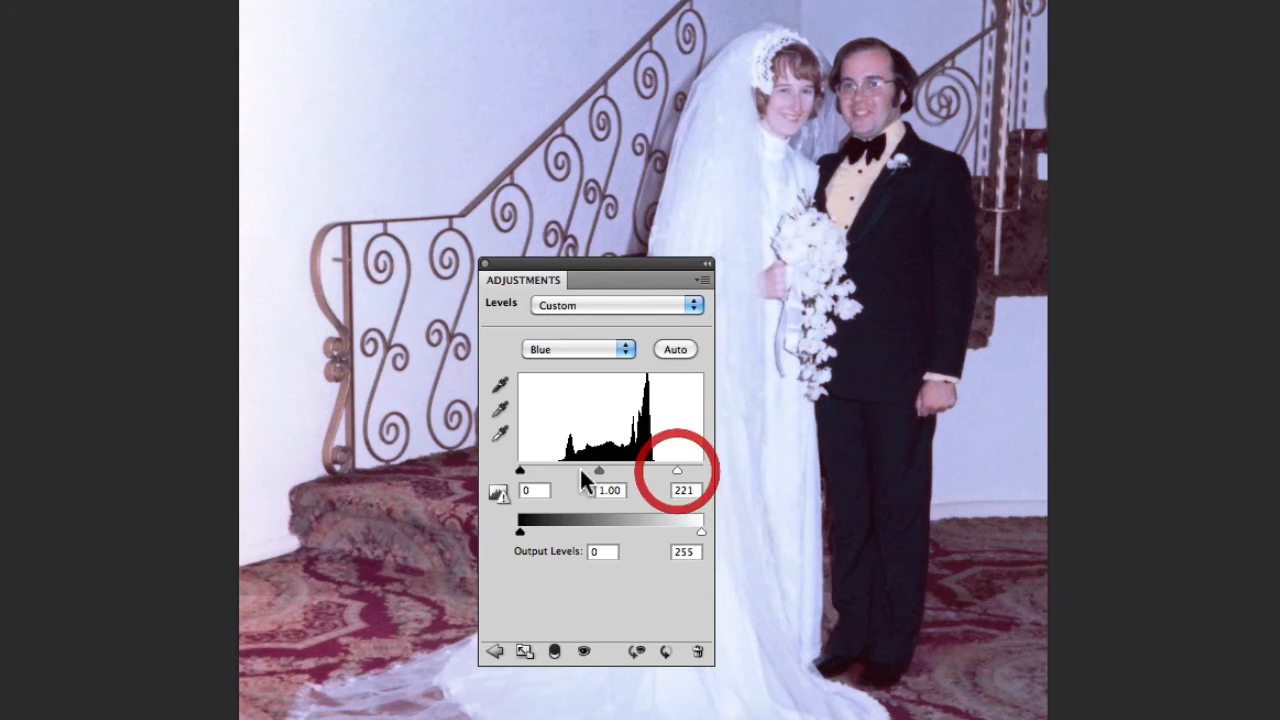 ADJUSTMENTS
Levels Custom
Blue Auto
0 1.00 221
Output Levels: 0 255